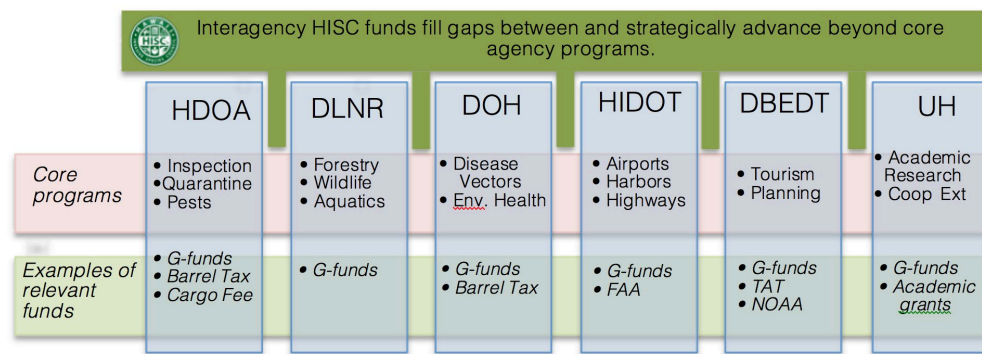 Interagency HISC funds fill gaps between and strategically advance beyond core
agency programs.
HISC
HDOA
DLNR
DOH
HIDOT
DBEDT
UH
Core
programs
• Inspection
• Quarantine
• Pests
• Forestry
• Wildlife
• Aquatics
• Disease
Vectors
• Env. Health
• Airports
• Harbors
• Highways
• Tourism
• Planning
• Academic
Research
• Coop Ext
Examples of
relevant
funds
• G-funds
• Barrel Tax
• Cargo Fee
• G-funds
• G-funds
• Barrel Tax
• G-funds
• FAA
• G-funds
• TAT
• NOAA
• G-funds
• Academic
grants